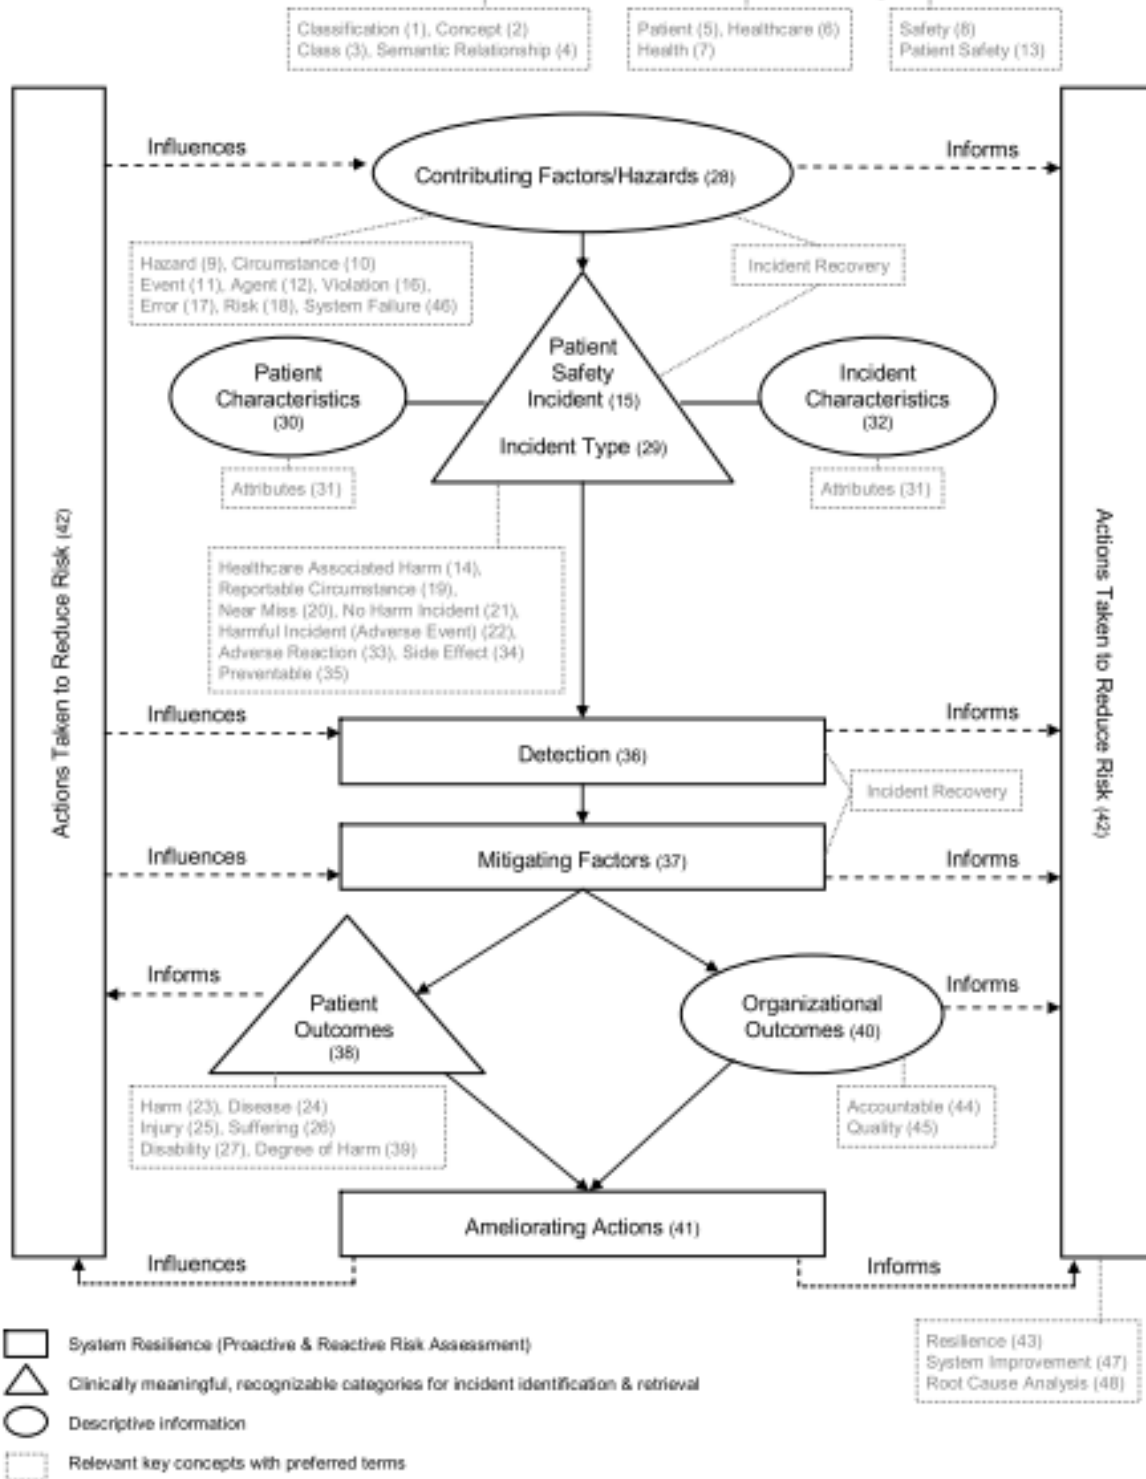 Classification (1), Concept (2)
Class (3), Semantic Relationship (4)
Patient (5), Healthcare (6)
Health (7)
Safety (8)
Patient Safety (13)
Influences
Contributing Factors/Hazards (28)
Informs
Hazard (9), Circumstance (10)
Event (11), Agent (12), Violation (16),
Error (17), Risk (18), System Failure (46)
Incident Recovery
Patient
Characteristics
(30)
Patient
Safety
Incident (15)
Incident Type (29)
Incident
Characteristics
(32)
Attributes (31)
Attributes (31)
Actions Taken to Reduce Risk (42)
Actions Taken to Reduce Risk (42)
Healthcare Associated Harm (14),
Reportable Circumstance (19),
Near Miss (20), No Harm Incident (21),
Harmful Incident (Adverse Event) (22),
Adverse Reaction (33), Side Effect (34)
Preventable (35)
Influences
Detection (36)
Informs
Incident Recovery
Influences
Mitigating Factors (37)
Informs
Informs
Patient
Outcomes
(38)
Organizational
Outcomes (40)
Informs
Harm (23), Disease (24)
Injury (25), Suffering (26)
Disability (27), Degree of Harm (39)
Accountable (44)
Quality (45)
Ameliorating Actions (41)
Influences
Informs
System Resilience (Proactive & Reactive Risk Assessment)
Clinically meaningful, recognizable categories for incident identification & retrieval
Descriptive information
Relevant key concepts with preferred terms
Resilience (43)
System Improvement (47)
Root Cause Analysis (48)